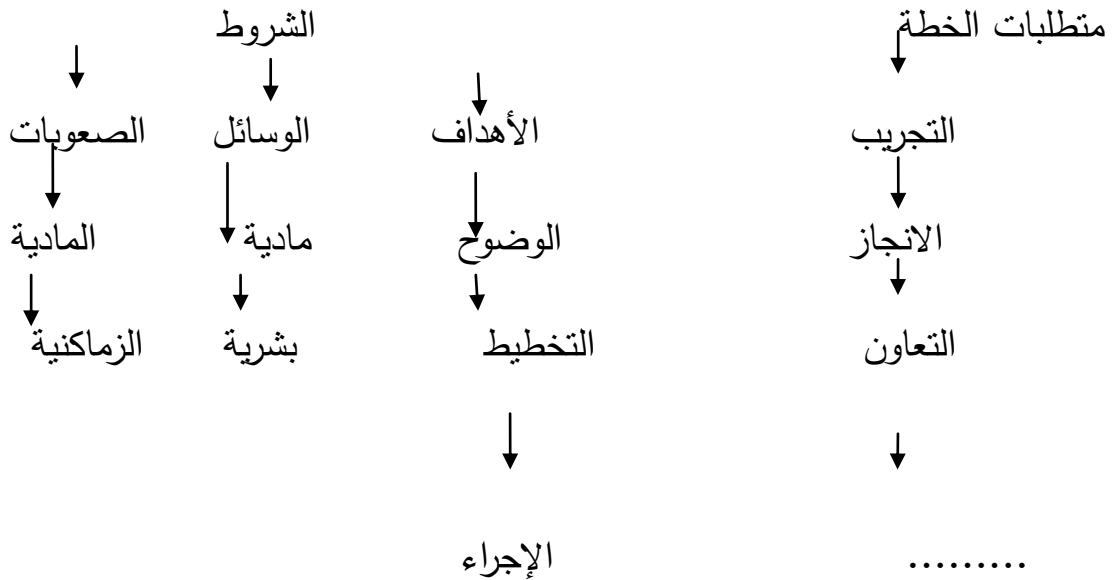 متطلبات الخطة الشروط
التجريب الأهداف الوسائل الصعوبات
الانجاز الوضوح مادية المادية
التعاون التخطيط بشرية الزماكنية
......... الإجراء